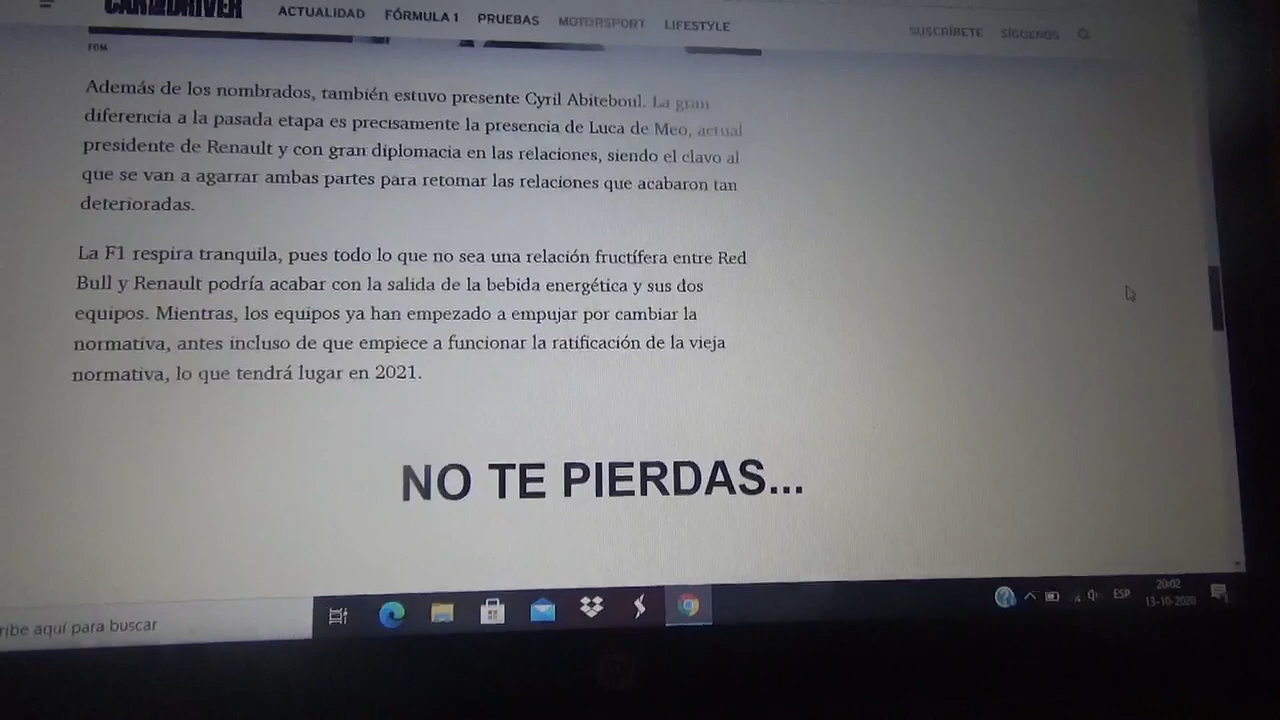 CAR AND DRIVER
ACTUALIDAD FÓRMULA 1 PRUEBAS MOTORSPORT LIFESTYLE SUSCRÍBETE SÍGUENOS
FOM
Además de los nombrados, también estuvo presente Cyril Abiteboul. La gran
diferencia a la pasada etapa es precisamente la presencia de Luca de Meo, actual
presidente de Renault y con gran diplomacia en las relaciones, siendo el clavo al
que se van a agarrar ambas partes para retomar las relaciones que acabaron tan
deterioradas.
La F1 respira tranquila, pues todo lo que no sea una relación fructífera entre Red
Bull y Renault podría acabar con la salida de la bebida energética y sus dos
equipos. Mientras, los equipos ya han empezado a empujar por cambiar la
normativa, antes incluso de que empiece a funcionar la ratificación de la vieja
normativa, lo que tendrá lugar en 2021.
NO TE PIERDAS...
ribe aquí para buscar
ESP
20:02
13-10-2020